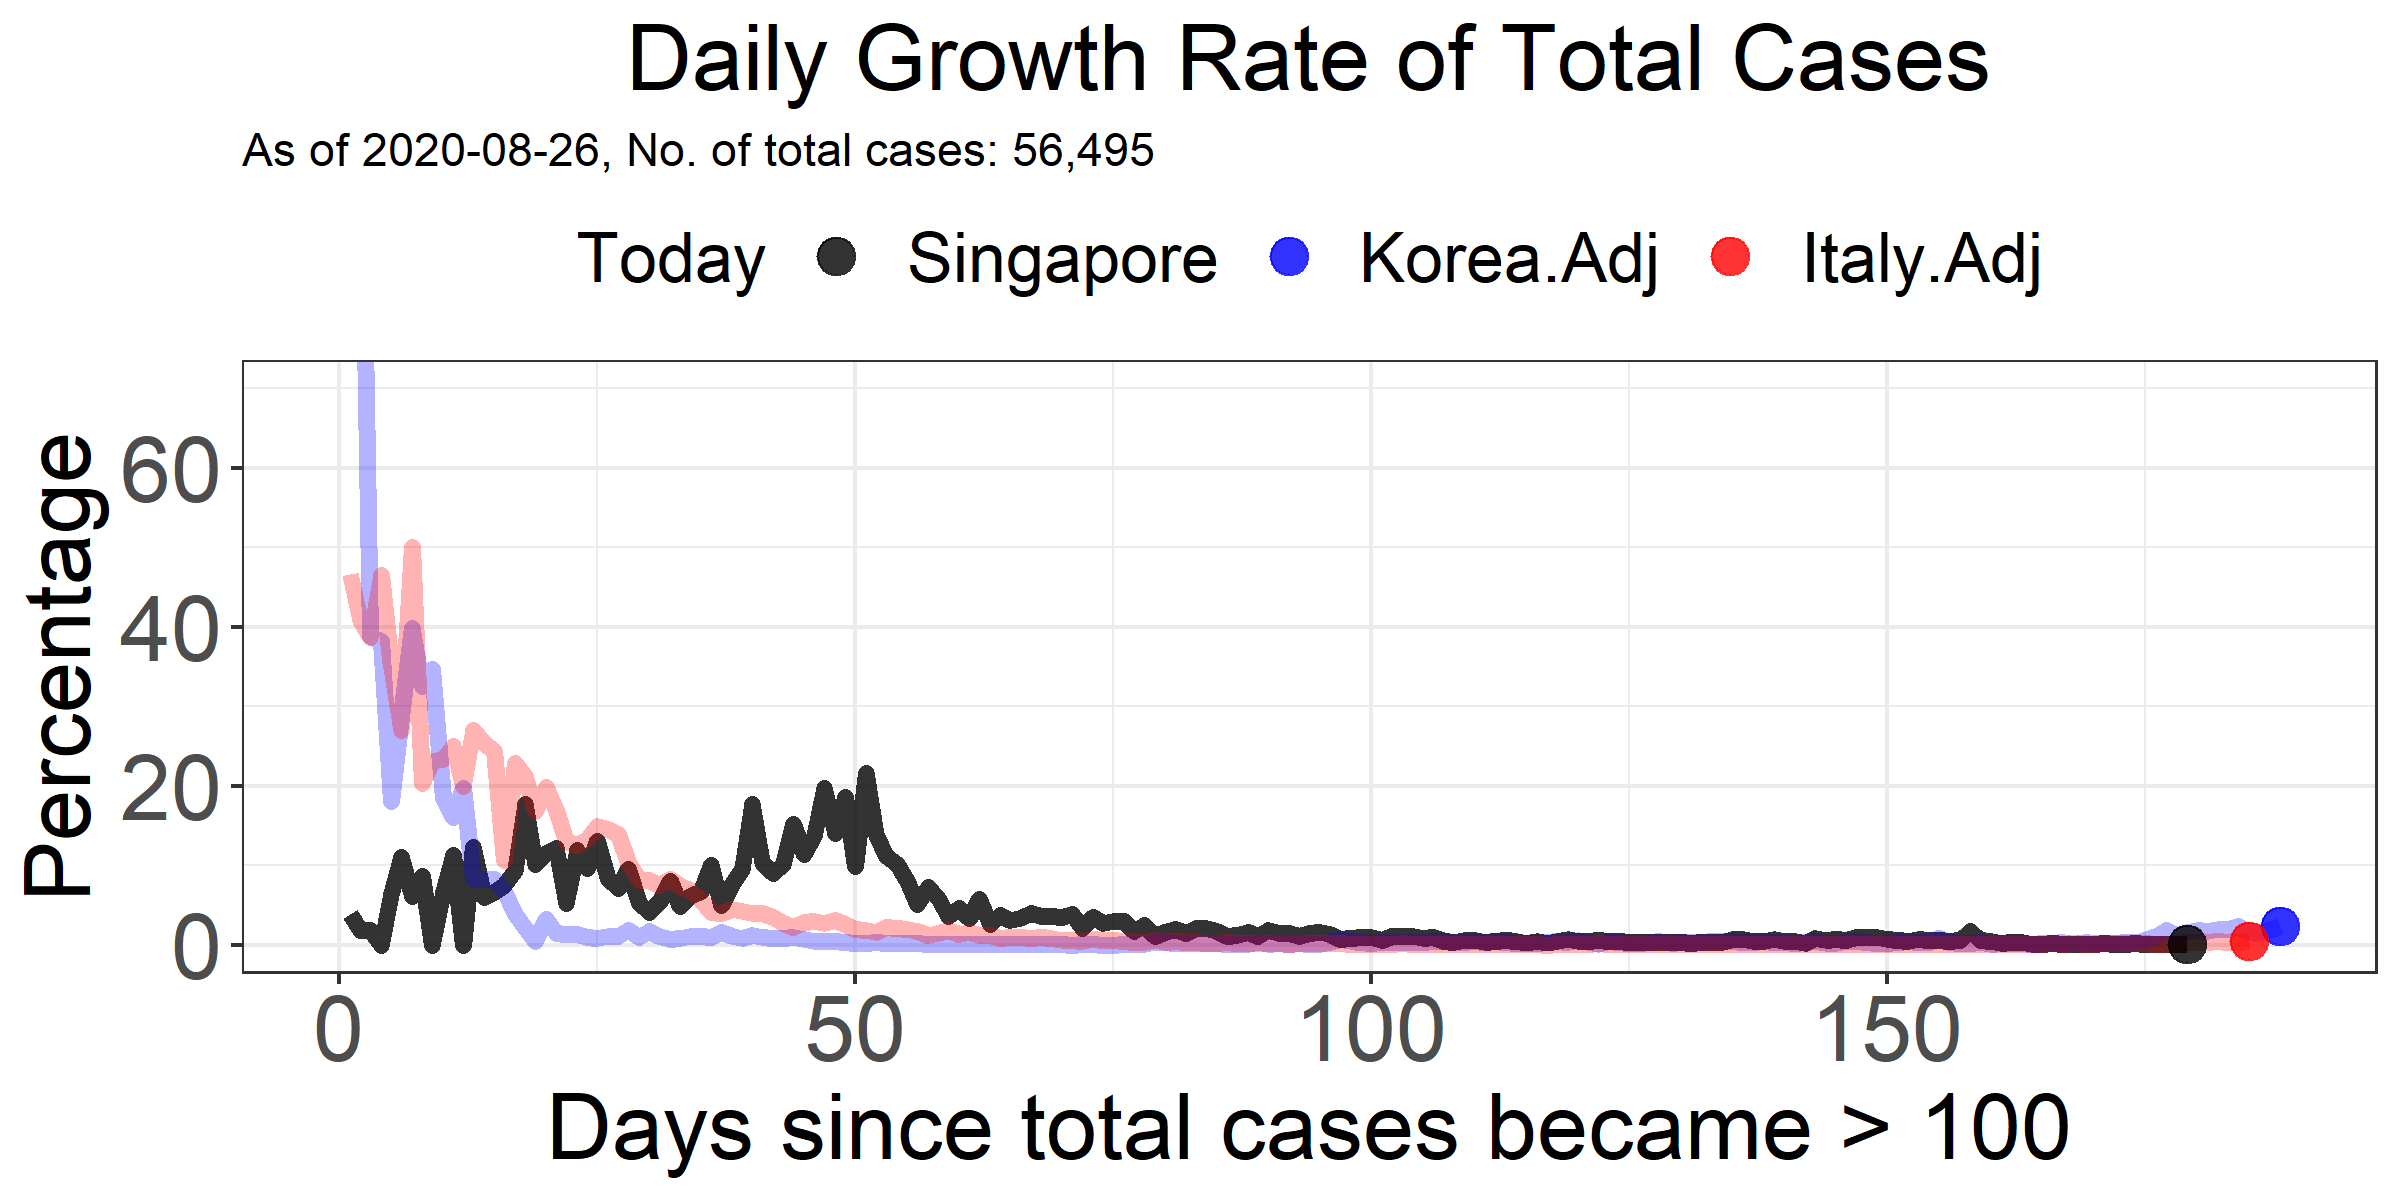 Daily Growth Rate of Total Cases
As of 2020-08-26, No. of total cases: 56,495
Today Singapore Korea.Adj Italy.Adj
Percentage
60
40
20
0
0 50 100 150
Days since total cases became > 100